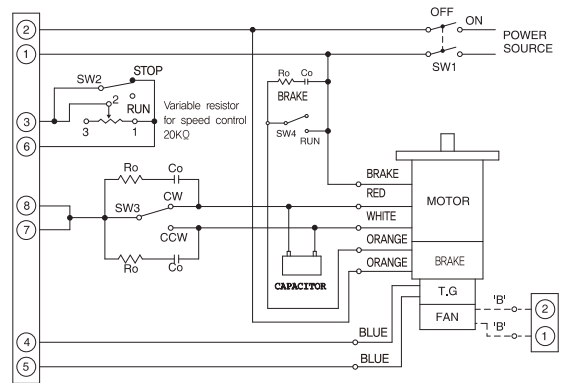 OFF
ON
POWER
SOURCE
SW1
2
1
STOP
SW2
2
RUN
3
1
Variable resistor
for speed control
20KΩ
3
6
Ro
Co
BRAKE
SW4
RUN
BRAKE
RED
WHITE
ORANGE
ORANGE
MOTOR
BRAKE
T.G
FAN
'B'
'B'
2
1
Ro
Co
CW
SW3
CCW
Ro
Co
8
7
CAPACITOR
4
BLUE
5
BLUE